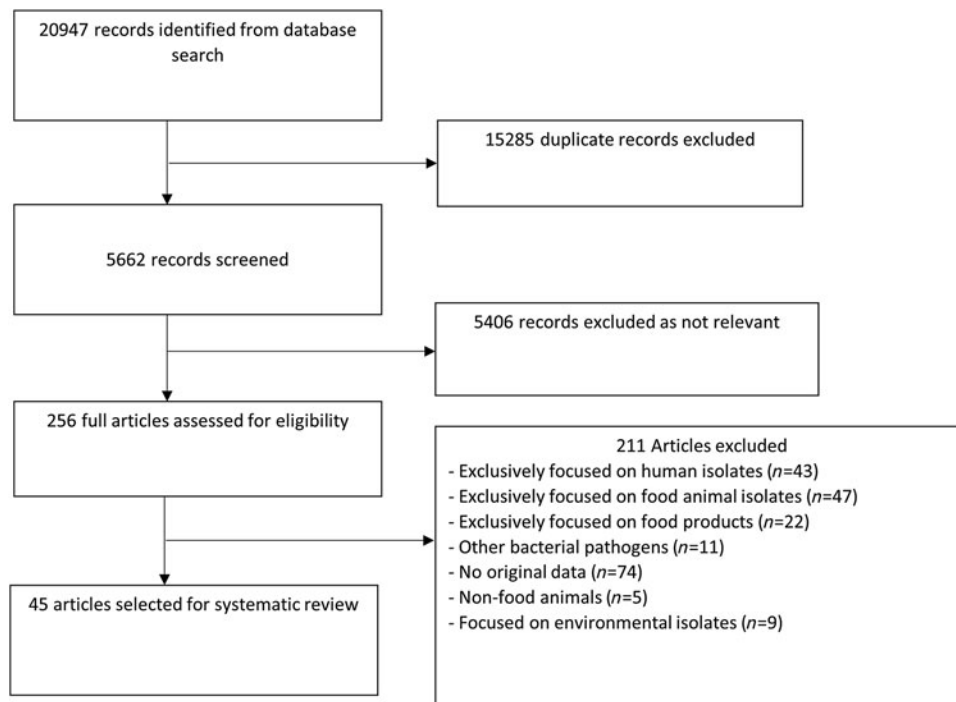 20947 records identified from database
search
15285 duplicate records excluded
5662 records screened
5406 records excluded as not relevant
256 full articles assessed for eligibility
211 Articles excluded
- Exclusively focused on human isolates (n=43)
- Exclusively focused on food animal isolates (n=47)
- Exclusively focused on food products (n=22)
- Other bacterial pathogens (n=11)
- No original data (n=74)
- Non-food animals (n=5)
- Focused on environmental isolates (n=9)
45 articles selected for systematic review